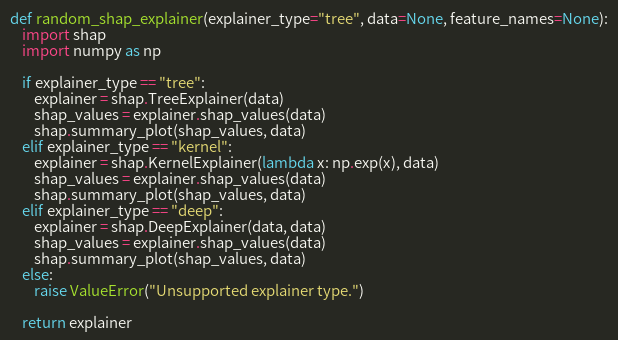 def random_shap_explainer(explainer_type="tree", data=None, feature_names=None):
    import shap
    import numpy as np

    if explainer_type == "tree":
        explainer = shap.TreeExplainer(data)
        shap_values = explainer.shap_values(data)
        shap.summary_plot(shap_values, data)
    elif explainer_type == "kernel":
        explainer = shap.KernelExplainer(lambda x: np.exp(x), data)
        shap_values = explainer.shap_values(data)
        shap.summary_plot(shap_values, data)
    elif explainer_type == "deep":
        explainer = shap.DeepExplainer(data, data)
        shap_values = explainer.shap_values(data)
        shap.summary_plot(shap_values, data)
    else:
        raise ValueError("Unsupported explainer type.")

    return explainer